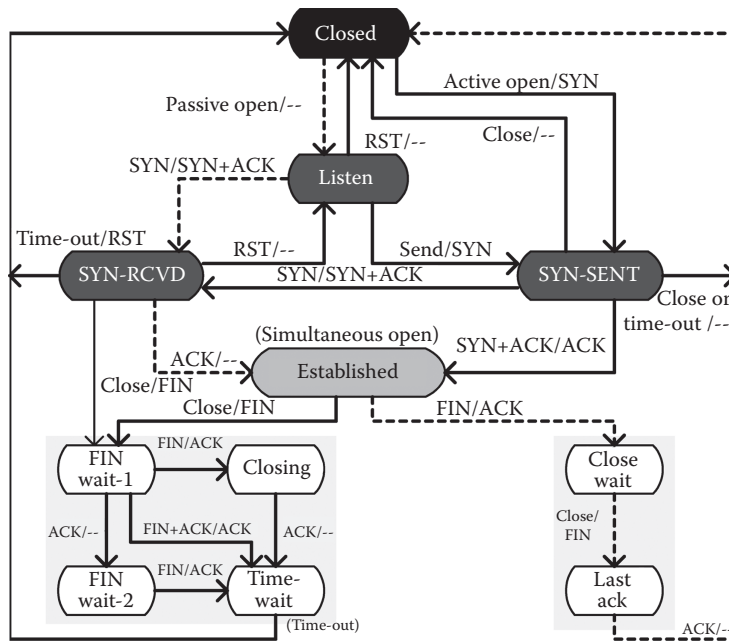 Closed
Active open/SYN
Passive open/--
Close/--
RST/--
SYN/SYN+ACK
Listen
Time-out/RST
RST/--
Send/SYN
SYN-RCVD
SYN/SYN+ACK
SYN-SENT
Close or
time-out /--
(Simultaneous open)
SYN+ACK/ACK
ACK/--
Established
Close/FIN
Close/FIN
FIN/ACK
FIN/ACK
FIN
wait-1
Closing
Close
wait
ACK/--
FIN+ACK/ACK
ACK/--
Close/
FIN
FIN/ACK
FIN
wait-2
Time-
wait
Last
ack
(Time-out)
ACK/--